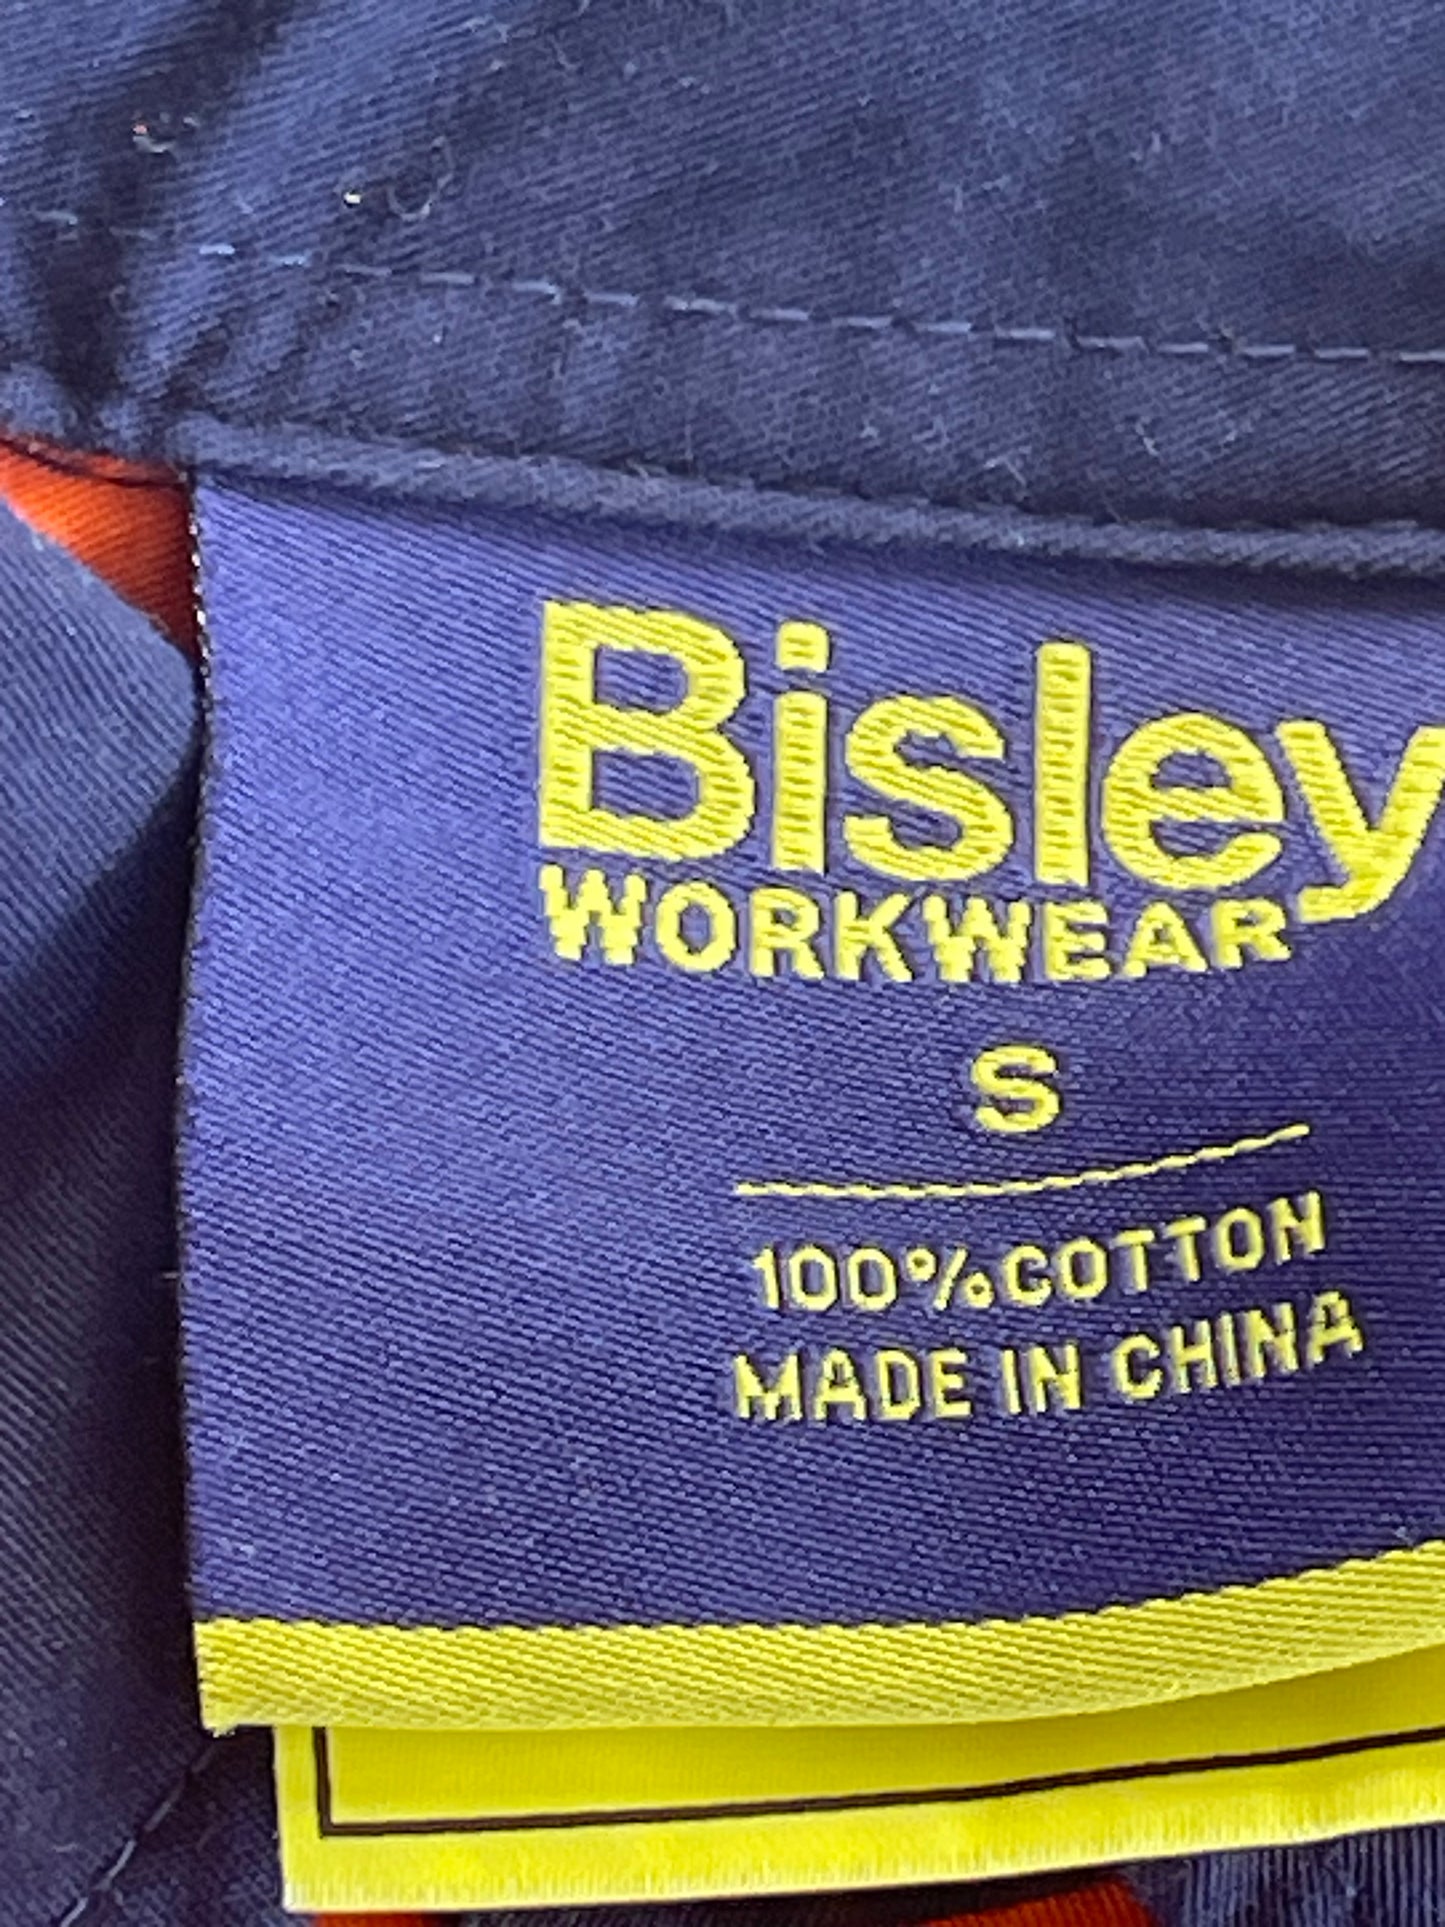 Bisley
WORKWEAR
S
100% COTTON
MADE IN CHINA